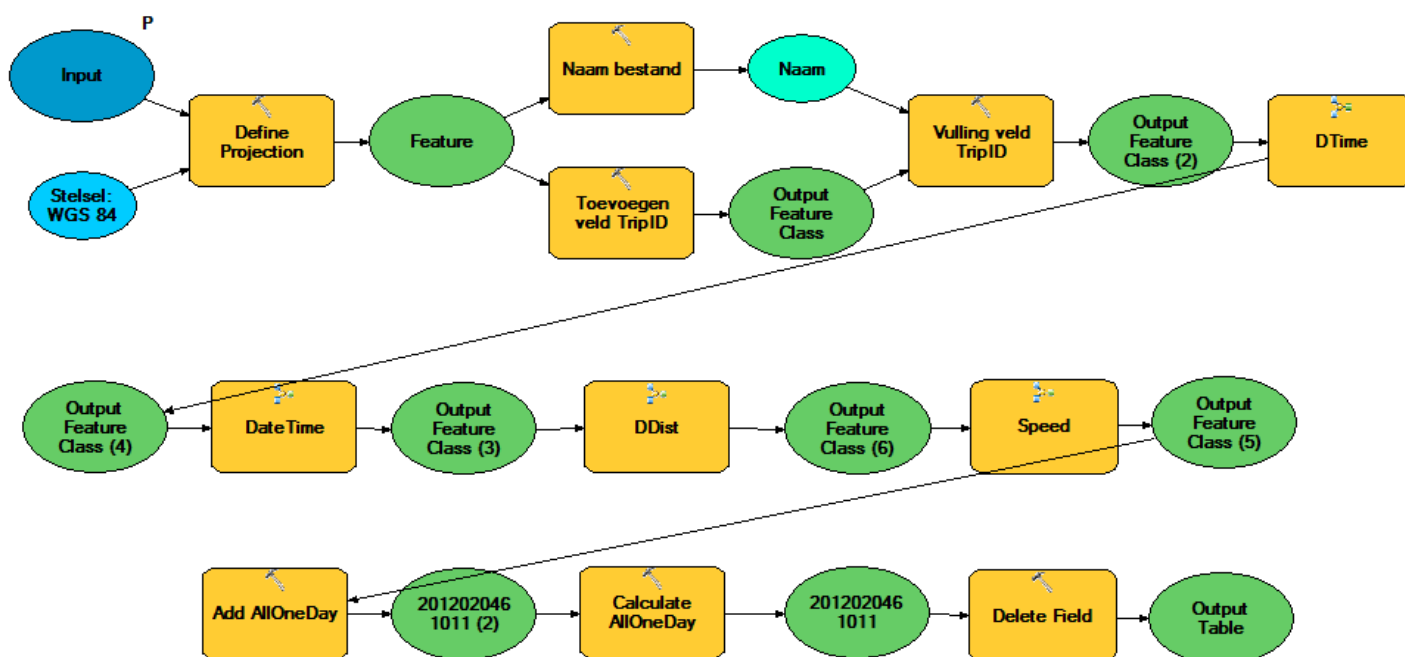 P
Input
Stelsel:
WGS 84
Define
Projection
Feature
Naam bestand
Naam
Toevoegen
veld TripID
Output
Feature
Class
Vulling veld
TripID
Output
Feature
Class (2)
DTime
Output
Feature
Class (4)
DateTime
Output
Feature
Class (3)
DDist
Output
Feature
Class (6)
Speed
Output
Feature
Class (5)
Add AllOneDay
201202046
1011 (2)
Calculate
AllOneDay
201202046
1011
Delete Field
Output
Table